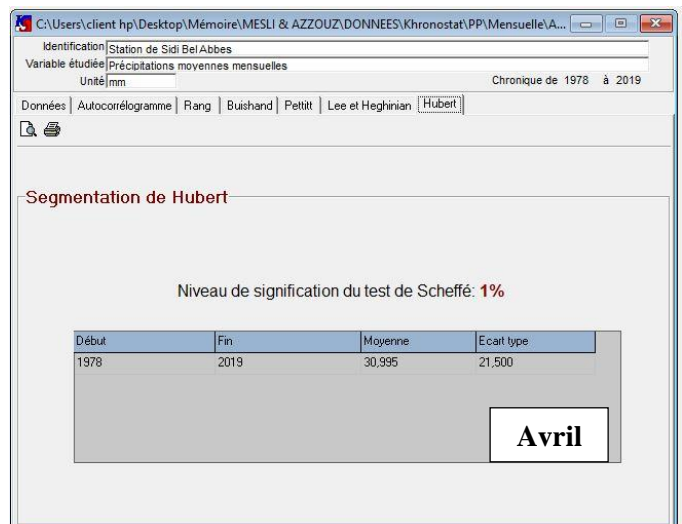 C:\Users\client hp\Desktop\Mémoire\MESLI & AZZOUZ\DONNEES\Khronostat\PP\Mensuelle\A...
Identification Station de Sidi Bel Abbes
Variable étudiée Précipitations moyennes mensuelles
Unité mm Chronique de 1978 à 2019
Données Autocorrélogramme Rang Buishand Pettitt Lee et Heghinian Hubert
Segmentation de Hubert
Niveau de signification du test de Scheffé: 1%
Début Fin Moyenne Ecart type
1978 2019 30,995 21,500
Avril